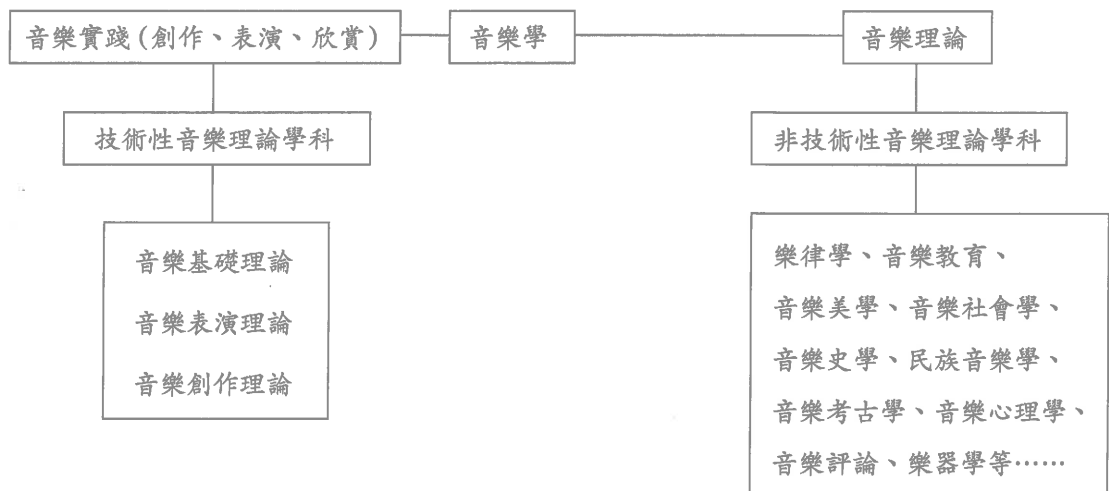 音樂實踐(創作、表演、欣賞)
音樂學
音樂理論
技術性音樂理論學科
非技術性音樂理論學科
音樂基礎理論
音樂表演理論
音樂創作理論
樂律學、音樂教育、
音樂美學、音樂社會學、
音樂史學、民族音樂學、
音樂考古學、音樂心理學、
音樂評論、樂器學等……